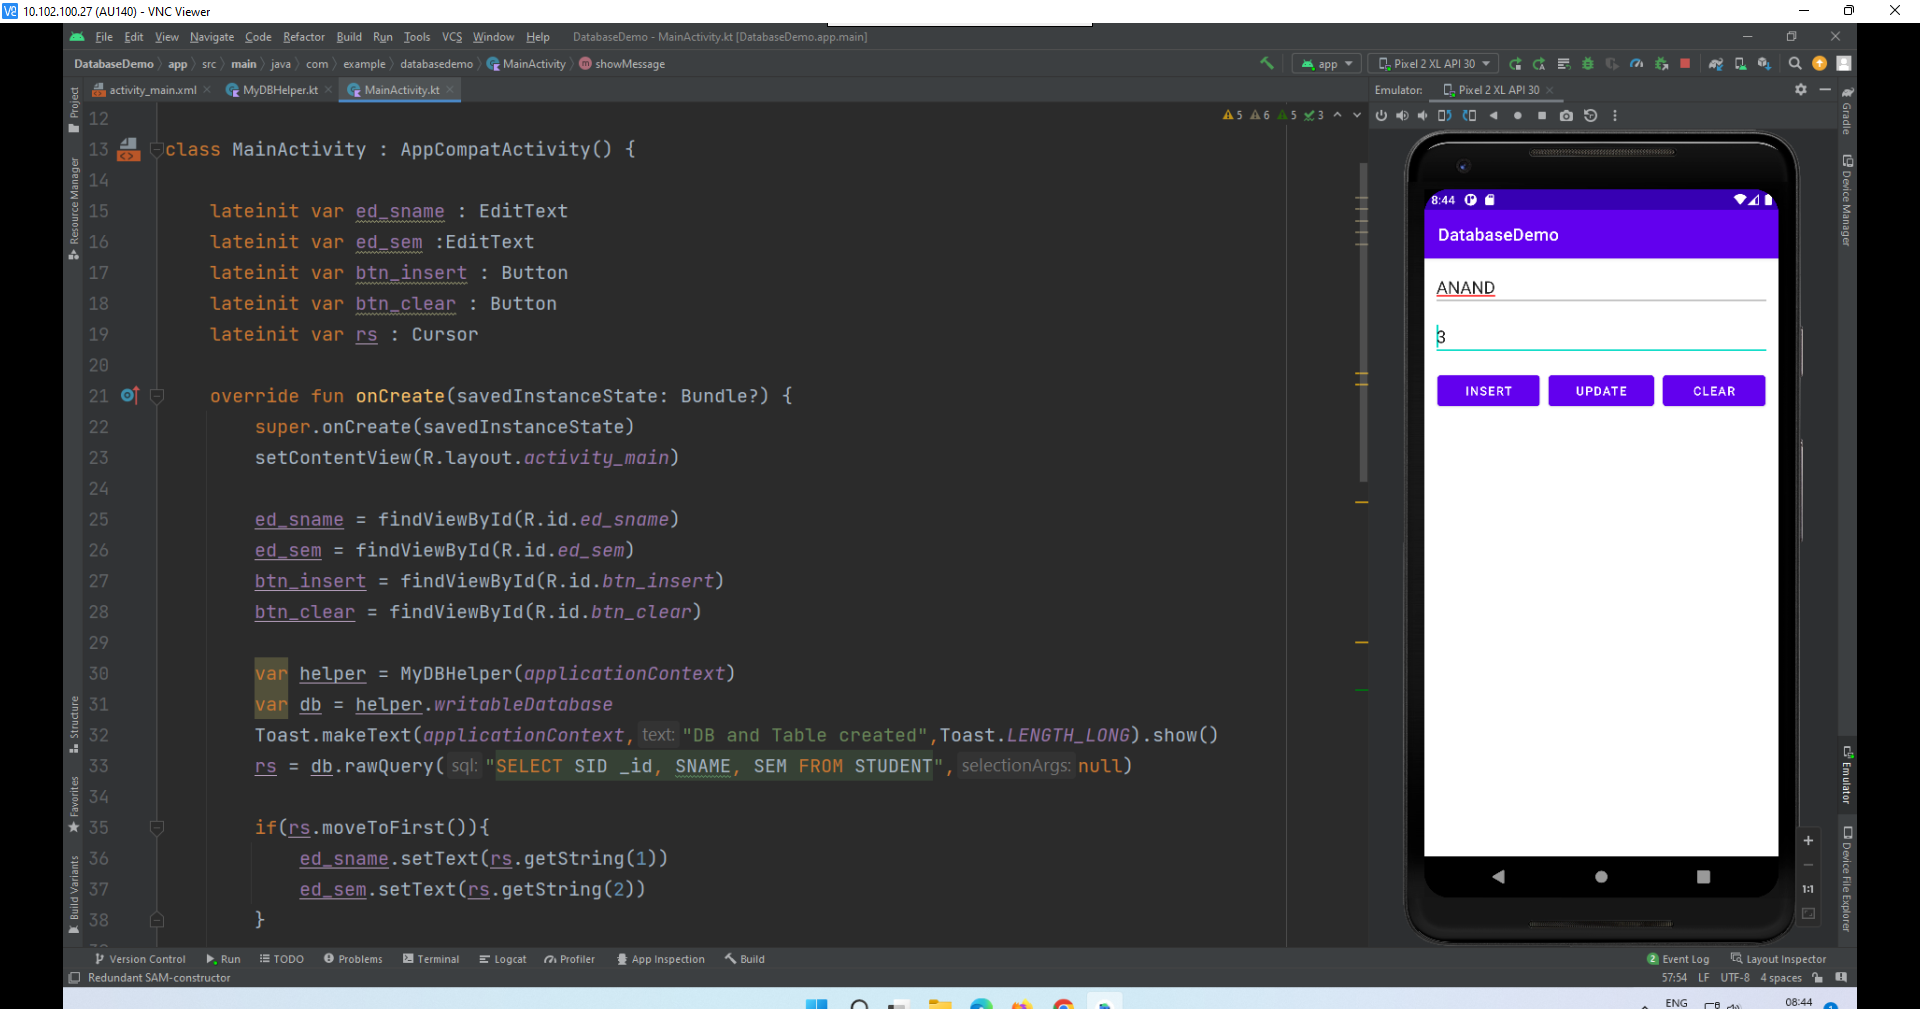 10.102.100.27 (AU140) - VNC Viewer
File Edit View Navigate Code Refactor Build Run Tools VCS Window Help DatabaseDemo - MainActivity.kt [DatabaseDemo.app.main]
DatabaseDemo app src main java com example databasedemo MainActivity showMessage
app Pixel 2 XL API 30
activity_main.xml MyDBHelper.kt MainActivity.kt
Emulator: Pixel 2 XL API 30
5 6 5 3
Project
Resource Manager
Structure
Favorites
Build Variants
12
13 class MainActivity : AppCompatActivity() {
14
15 lateinit var ed_sname : EditText
16 lateinit var ed_sem :EditText
17 lateinit var btn_insert : Button
18 lateinit var btn_clear : Button
19 lateinit var rs : Cursor
20
21 override fun onCreate(savedInstanceState: Bundle?) {
22 super.onCreate(savedInstanceState)
23 setContentView(R.layout.activity_main)
24
25 ed_sname = findViewById(R.id.ed_sname)
26 ed_sem = findViewById(R.id.ed_sem)
27 btn_insert = findViewById(R.id.btn_insert)
28 btn_clear = findViewById(R.id.btn_clear)
29
30 var helper = MyDBHelper(applicationContext)
31 var db = helper.writableDatabase
32 Toast.makeText(applicationContext, text: "DB and Table created",Toast.LENGTH_LONG).show()
33 rs = db.rawQuery( sql: "SELECT SID _id, SNAME, SEM FROM STUDENT", selectionArgs: null)
34
35 if(rs.moveToFirst()){
36 ed_sname.setText(rs.getString(1))
37 ed_sem.setText(rs.getString(2))
38 }
8:44
DatabaseDemo
ANAND
3
INSERT UPDATE CLEAR
1:1
Gradle
Device Manager
Emulator
Device File Explorer
Version Control Run TODO Problems Terminal Logcat Profiler App Inspection Build
2 Event Log Layout Inspector
Redundant SAM-constructor
57:54 LF UTF-8 4 spaces
ENG 08:44